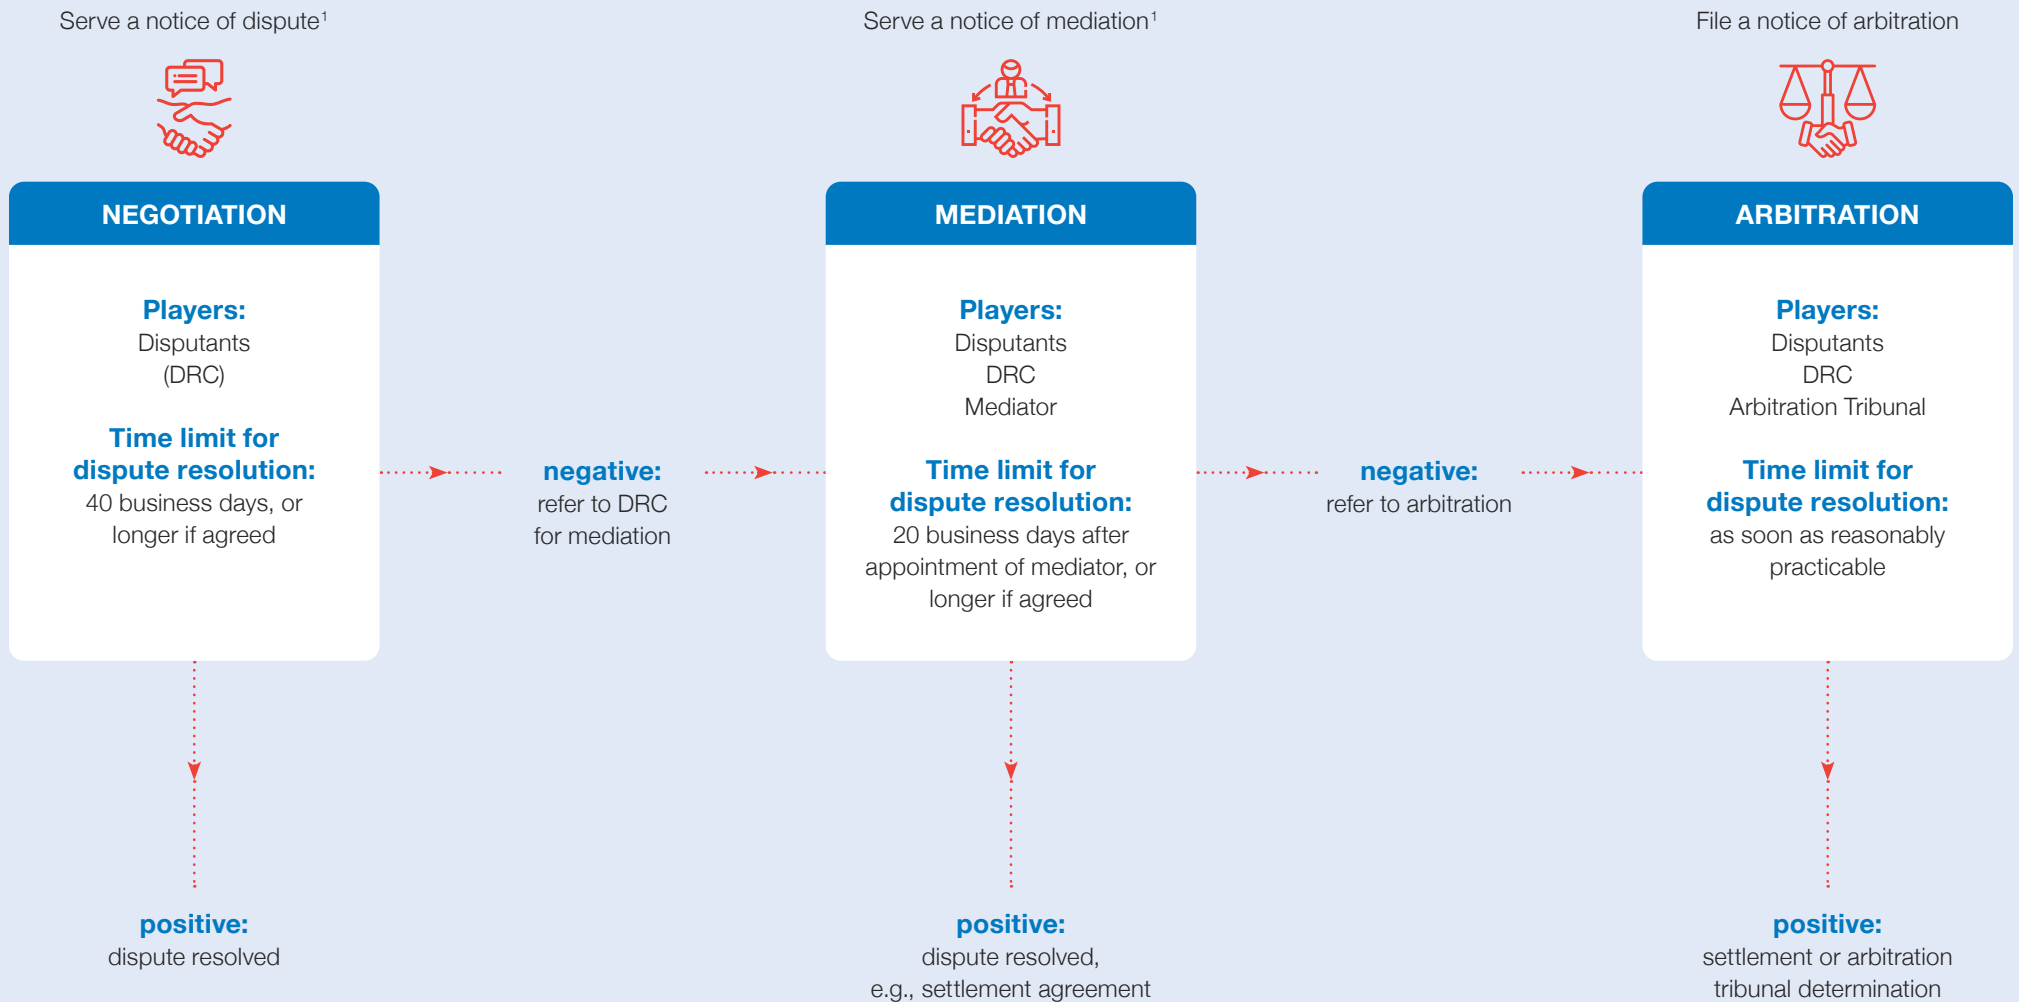 Serve a notice of dispute¹
NEGOTIATION
Players:
Disputants
(DRC)
Time limit for
dispute resolution:
40 business days, or
longer if agreed
positive:
dispute resolved
negative:
refer to DRC
for mediation
Serve a notice of mediation¹
MEDIATION
Players:
Disputants
DRC
Mediator
Time limit for
dispute resolution:
20 business days after
appointment of mediator, or
longer if agreed
positive:
dispute resolved,
e.g., settlement agreement
negative:
refer to arbitration
File a notice of arbitration
ARBITRATION
Players:
Disputants
DRC
Arbitration Tribunal
Time limit for
dispute resolution:
as soon as reasonably
practicable
positive:
settlement or arbitration
tribunal determination